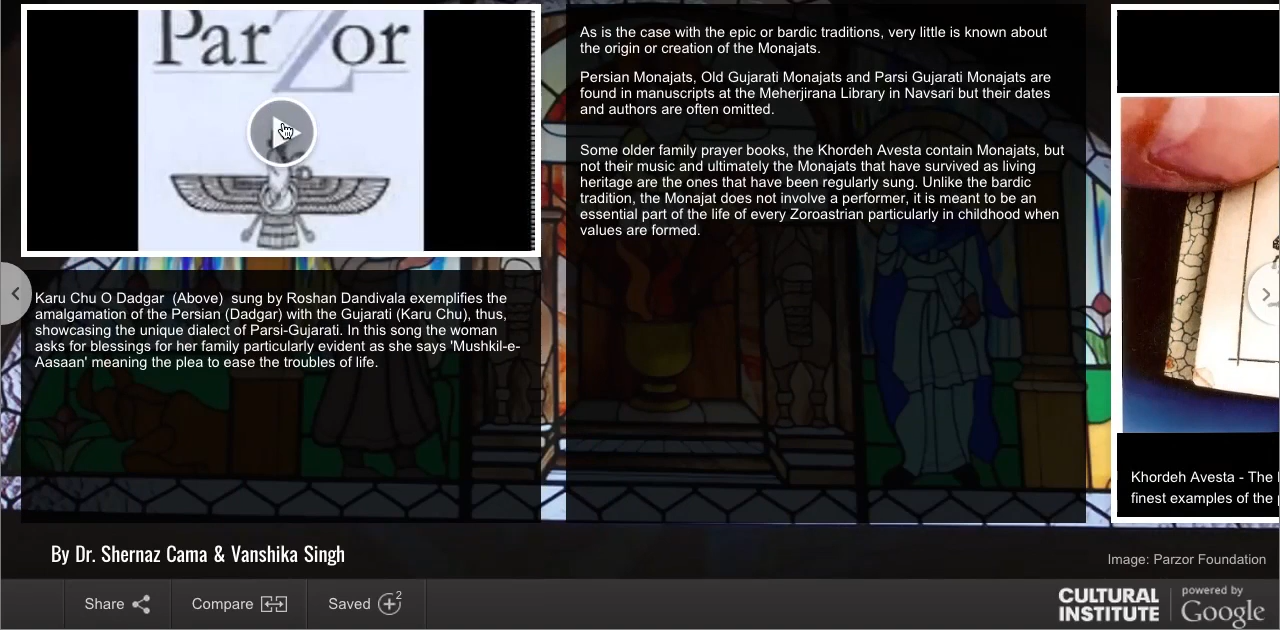 ParZor
Karu Chu O Dadgar (Above) sung by Roshan Dandivala exemplifies the
amalgamation of the Persian (Dadgar) with the Gujarati (Karu Chu), thus,
showcasing the unique dialect of Parsi-Gujarati. In this song the woman
asks for blessings for her family particularly evident as she says 'Mushkil-e-
Aasaan' meaning the plea to ease the troubles of life.
As is the case with the epic or bardic traditions, very little is known about
the origin or creation of the Monajats.
Persian Monajats, Old Gujarati Monajats and Parsi Gujarati Monajats are
found in manuscripts at the Meherjirana Library in Navsari but their dates
and authors are often omitted.
Some older family prayer books, the Khordeh Avesta contain Monajats, but
not their music and ultimately the Monajats that have survived as living
heritage are the ones that have been regularly sung. Unlike the bardic
tradition, the Monajat does not involve a performer, it is meant to be an
essential part of the life of every Zoroastrian particularly in childhood when
values are formed.
Khordeh Avesta - The
finest examples of the
By Dr. Shernaz Cama & Vanshika Singh
Image: Parzor Foundation
Share
Compare
Saved 2
CULTURAL
INSTITUTE
powered by
Google